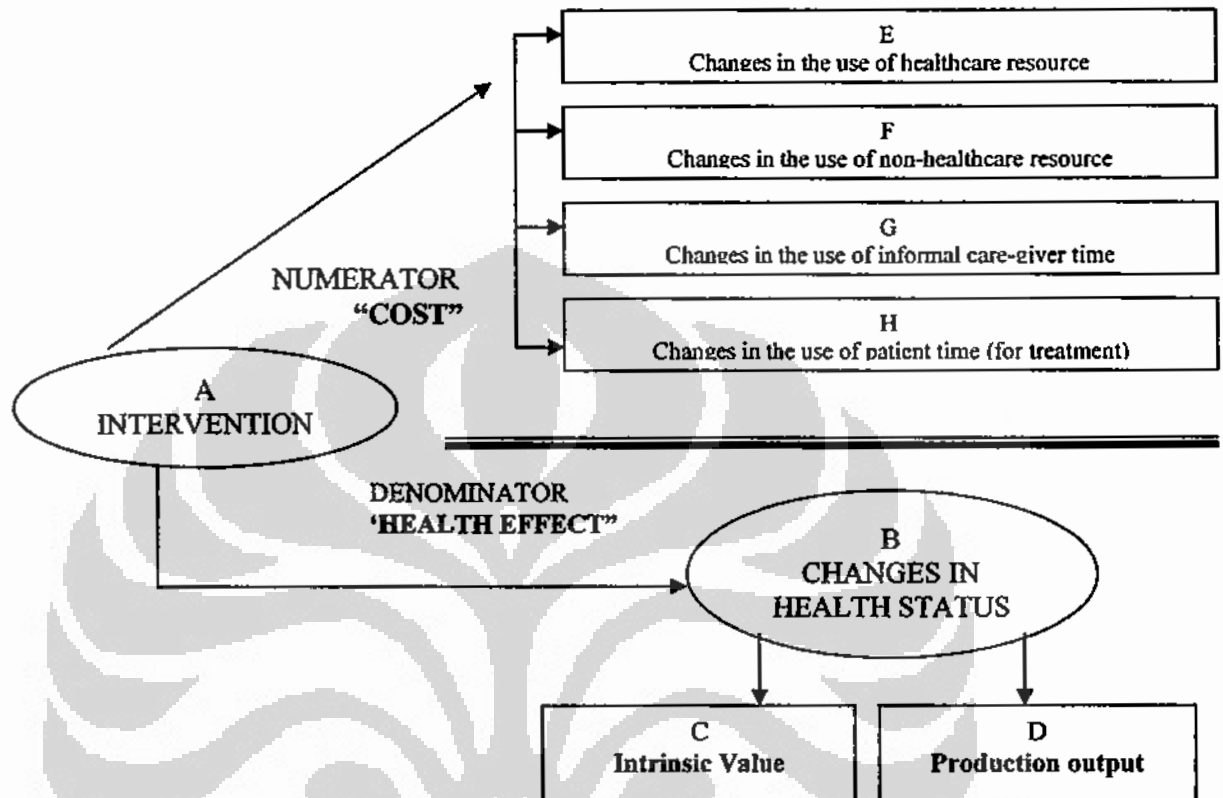 E
Changes in the use of healthcare resource
F
Changes in the use of non-healthcare resource
G
Changes in the use of informal care-giver time
H
Changes in the use of patient time (for treatment)
NUMERATOR
“COST”
A
INTERVENTION
DENOMINATOR
‘HEALTH EFFECT”
B
CHANGES IN
HEALTH STATUS
C
Intrinsic Value
D
Production output